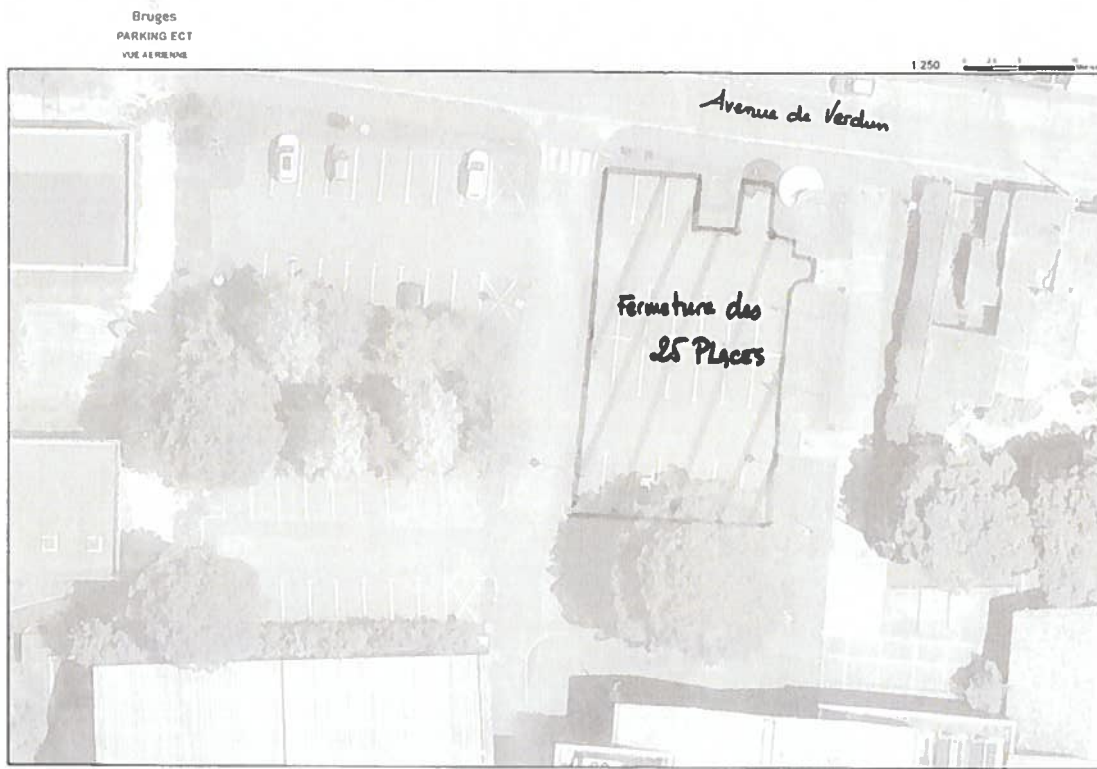 Bruges
PARKING ECT
VUE AERIENNE
1:250
Avenue de Verdun
Fermeture des
25 PLACES